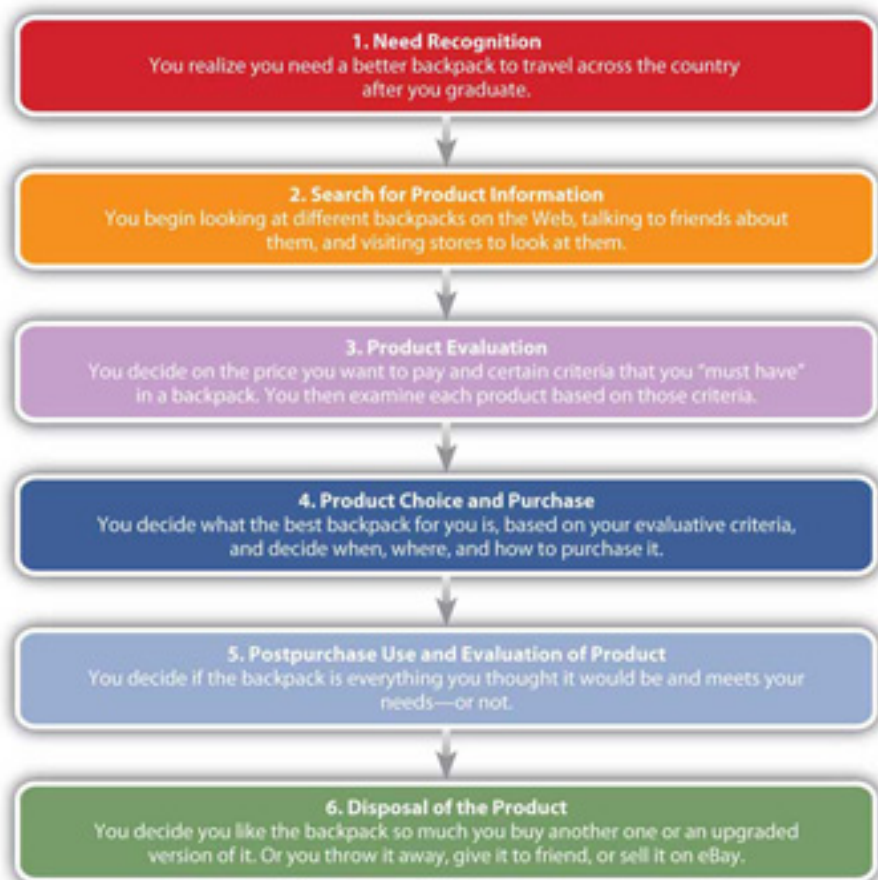 1. Need Recognition
You realize you need a better backpack to travel across the country
after you graduate.
2. Search for Product Information
You begin looking at different backpacks on the Web, talking to friends about
them, and visiting stores to look at them.
3. Product Evaluation
You decide on the price you want to pay and certain criteria that you “must have”
in a backpack. You then examine each product based on those criteria.
4. Product Choice and Purchase
You decide what the best backpack for you is, based on your evaluative criteria,
and decide when, where, and how to purchase it.
5. Postpurchase Use and Evaluation of Product
You decide if the backpack is everything you thought it would be and meets your
needs—or not.
6. Disposal of the Product
You decide you like the backpack so much you buy another one or an upgraded
version of it. Or you throw it away, give it to friend, or sell it on eBay.